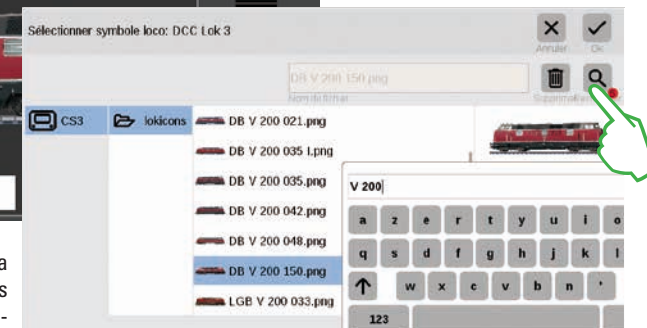 Sélectionner symbole loco: DCC Lok 3
Annuler
Ok
DB V 200 150.png
Nom du fichier
Supprimer
CS3
lokicons
DB V 200 021.png
DB V 200 035 I.png
DB V 200 035.png
DB V 200 042.png
DB V 200 048.png
DB V 200 150.png
LGB V 200 033.png
V 200
a z e r t y u i o
q s d f g h j k l
w x c v b n '
123
a
s
-